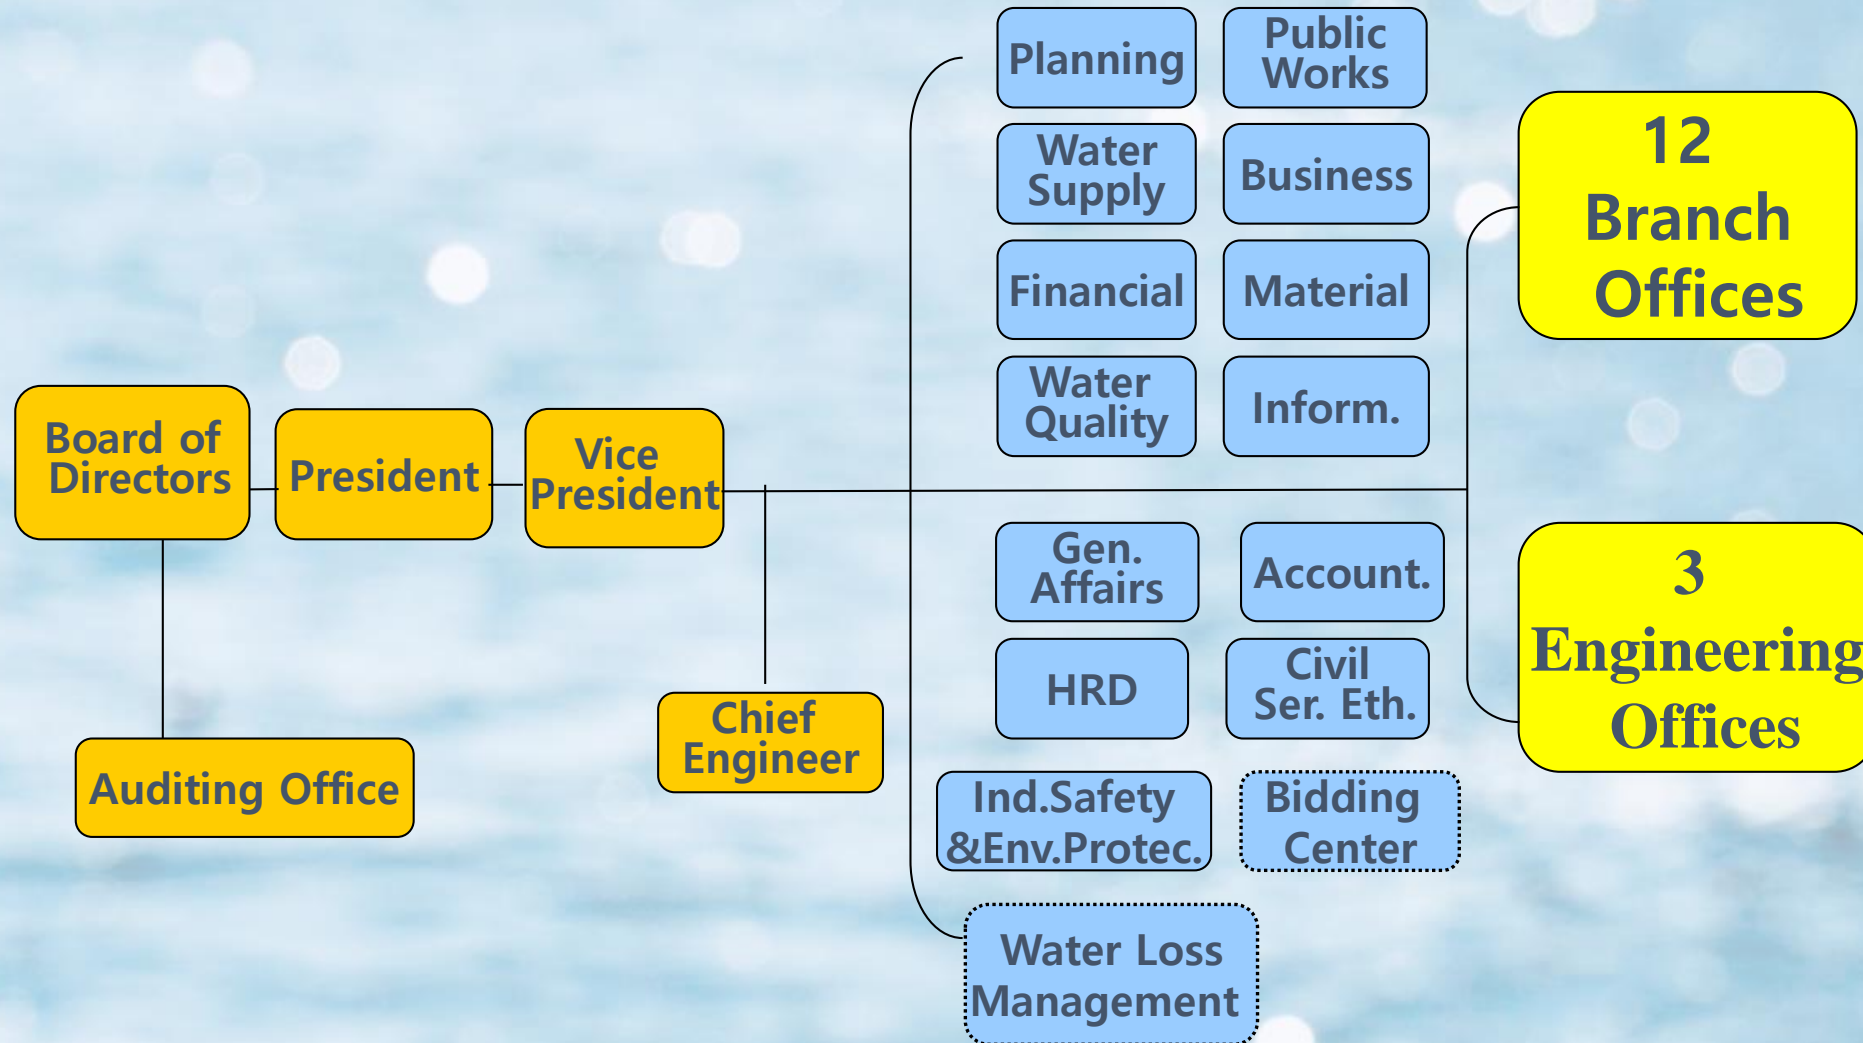 Planning
Public
Works
Water
Supply
Business
Financial
Material
Water
Quality
Inform.
12
Branch
Offices
Board of
Directors
President
Vice
President
Gen.
Affairs
Account.
HRD
Civil
Ser. Eth.
3
Engineering
Offices
Chief
Engineer
Auditing Office
Ind.Safety
&Env.Protec.
Bidding
Center
Water Loss
Management